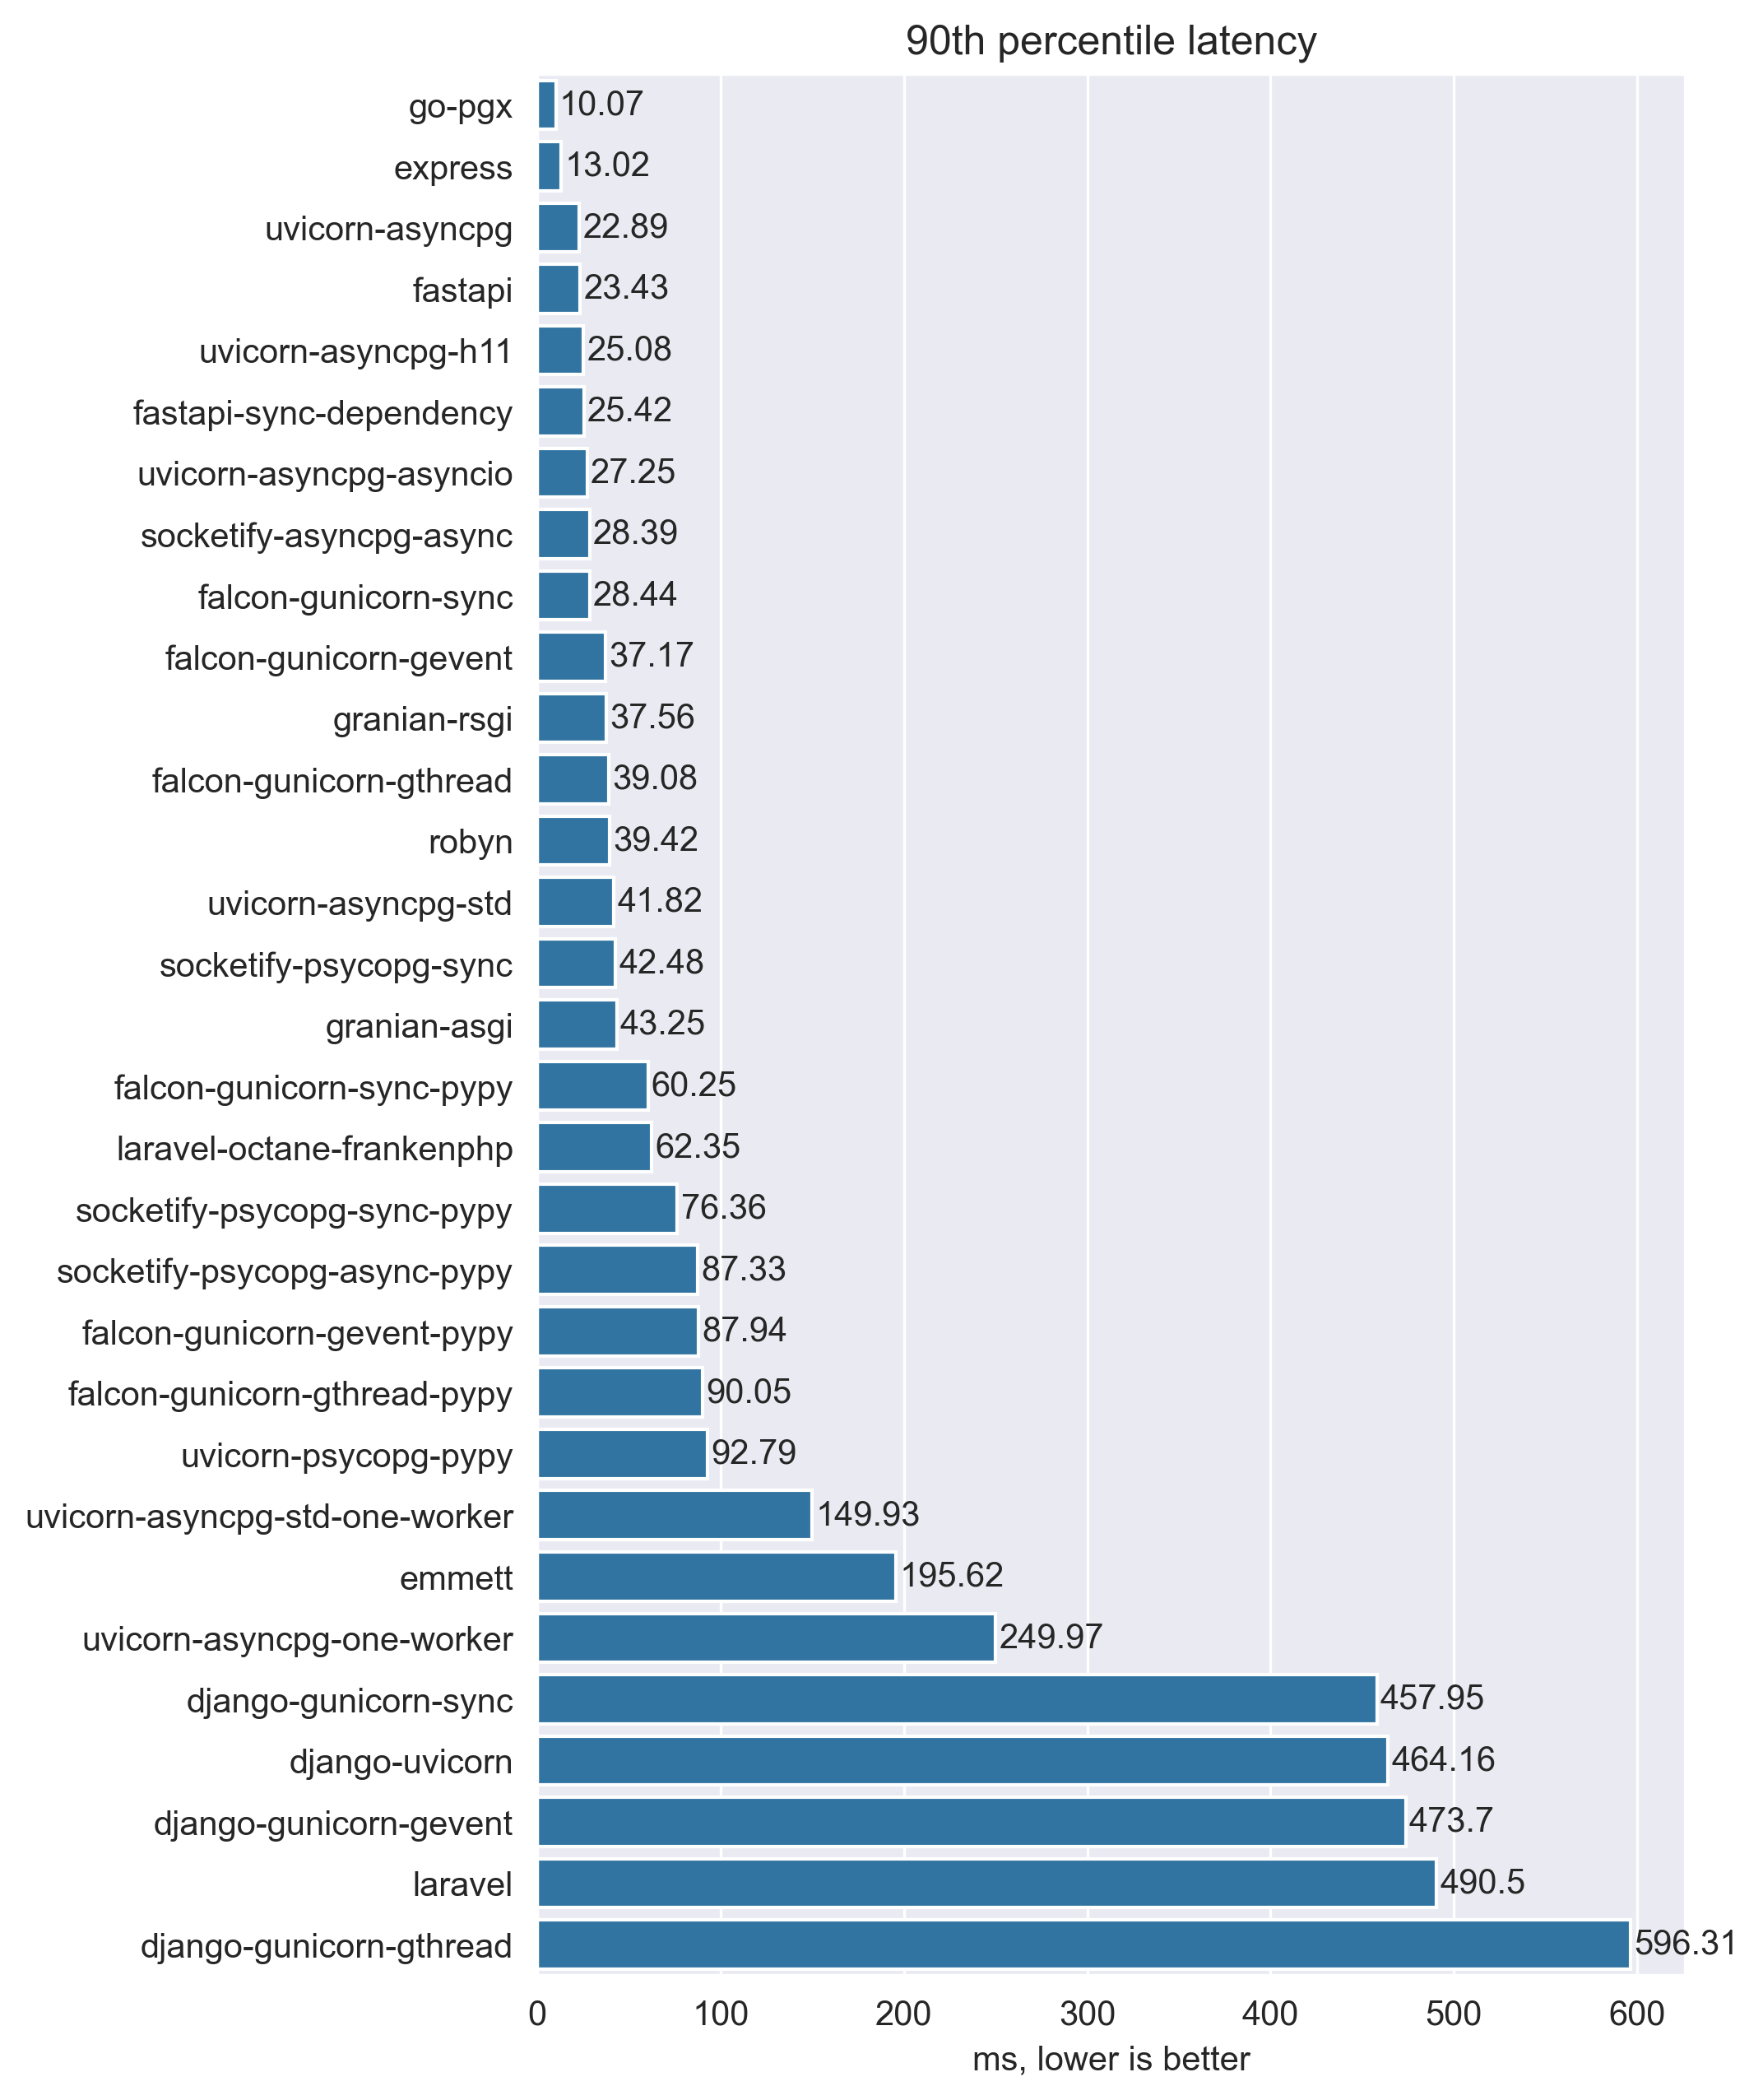 90th percentile latency
go-pgx 10.07
express 13.02
uvicorn-asyncpg 22.89
fastapi 23.43
uvicorn-asyncpg-h11 25.08
fastapi-sync-dependency 25.42
uvicorn-asyncpg-asyncio 27.25
socketify-asyncpg-async 28.39
falcon-gunicorn-sync 28.44
falcon-gunicorn-gevent 37.17
granian-rsgi 37.56
falcon-gunicorn-gthread 39.08
robyn 39.42
uvicorn-asyncpg-std 41.82
socketify-psycopg-sync 42.48
granian-asgi 43.25
falcon-gunicorn-sync-pypy 60.25
laravel-octane-frankenphp 62.35
socketify-psycopg-sync-pypy 76.36
socketify-psycopg-async-pypy 87.33
falcon-gunicorn-gevent-pypy 87.94
falcon-gunicorn-gthread-pypy 90.05
uvicorn-psycopg-pypy 92.79
uvicorn-asyncpg-std-one-worker 149.93
emmett 195.62
uvicorn-asyncpg-one-worker 249.97
django-gunicorn-sync 457.95
django-uvicorn 464.16
django-gunicorn-gevent 473.7
laravel 490.5
django-gunicorn-gthread 596.31
0 100 200 300 400 500 600
ms, lower is better